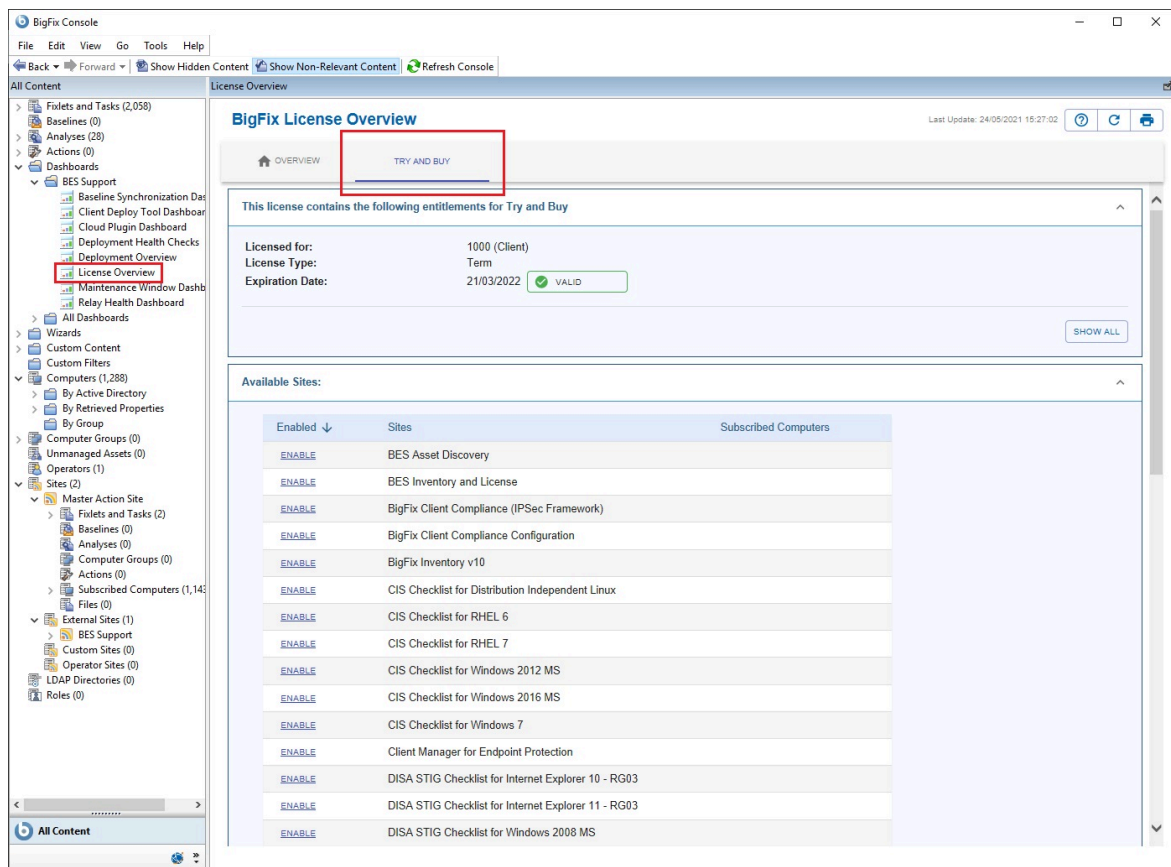 BigFix Console
File Edit View Go Tools Help
Back Forward Show Hidden Content Show Non-Relevant Content Refresh Console
All Content
Fixlets and Tasks (2,058)
Baselines (0)
Analyses (28)
Actions (0)
Dashboards
BES Support
Baseline Synchronization Das
Client Deploy Tool Dashboar
Cloud Plugin Dashboard
Deployment Health Checks
Deployment Overview
License Overview
Maintenance Window Dashb
Relay Health Dashboard
All Dashboards
Wizards
Custom Content
Custom Filters
Computers (1,288)
By Active Directory
By Retrieved Properties
By Group
Computer Groups (0)
Unmanaged Assets (0)
Operators (1)
Sites (2)
Master Action Site
Fixlets and Tasks (2)
Baselines (0)
Analyses (0)
Computer Groups (0)
Actions (0)
Subscribed Computers (1,143
Files (0)
External Sites (1)
BES Support
Custom Sites (0)
Operator Sites (0)
LDAP Directories (0)
Roles (0)
All Content
License Overview
BigFix License Overview
Last Update: 24/05/2021 15:27:02
OVERVIEW TRY AND BUY
This license contains the following entitlements for Try and Buy
Licensed for: 1000 (Client)
License Type: Term
Expiration Date: 21/03/2022 VALID
SHOW ALL
Available Sites:
Enabled Sites Subscribed Computers
ENABLE BES Asset Discovery
ENABLE BES Inventory and License
ENABLE BigFix Client Compliance (IPSec Framework)
ENABLE BigFix Client Compliance Configuration
ENABLE BigFix Inventory v10
ENABLE CIS Checklist for Distribution Independent Linux
ENABLE CIS Checklist for RHEL 6
ENABLE CIS Checklist for RHEL 7
ENABLE CIS Checklist for Windows 2012 MS
ENABLE CIS Checklist for Windows 2016 MS
ENABLE CIS Checklist for Windows 7
ENABLE Client Manager for Endpoint Protection
ENABLE DISA STIG Checklist for Internet Explorer 10 - RG03
ENABLE DISA STIG Checklist for Internet Explorer 11 - RG03
ENABLE DISA STIG Checklist for Windows 2008 MS